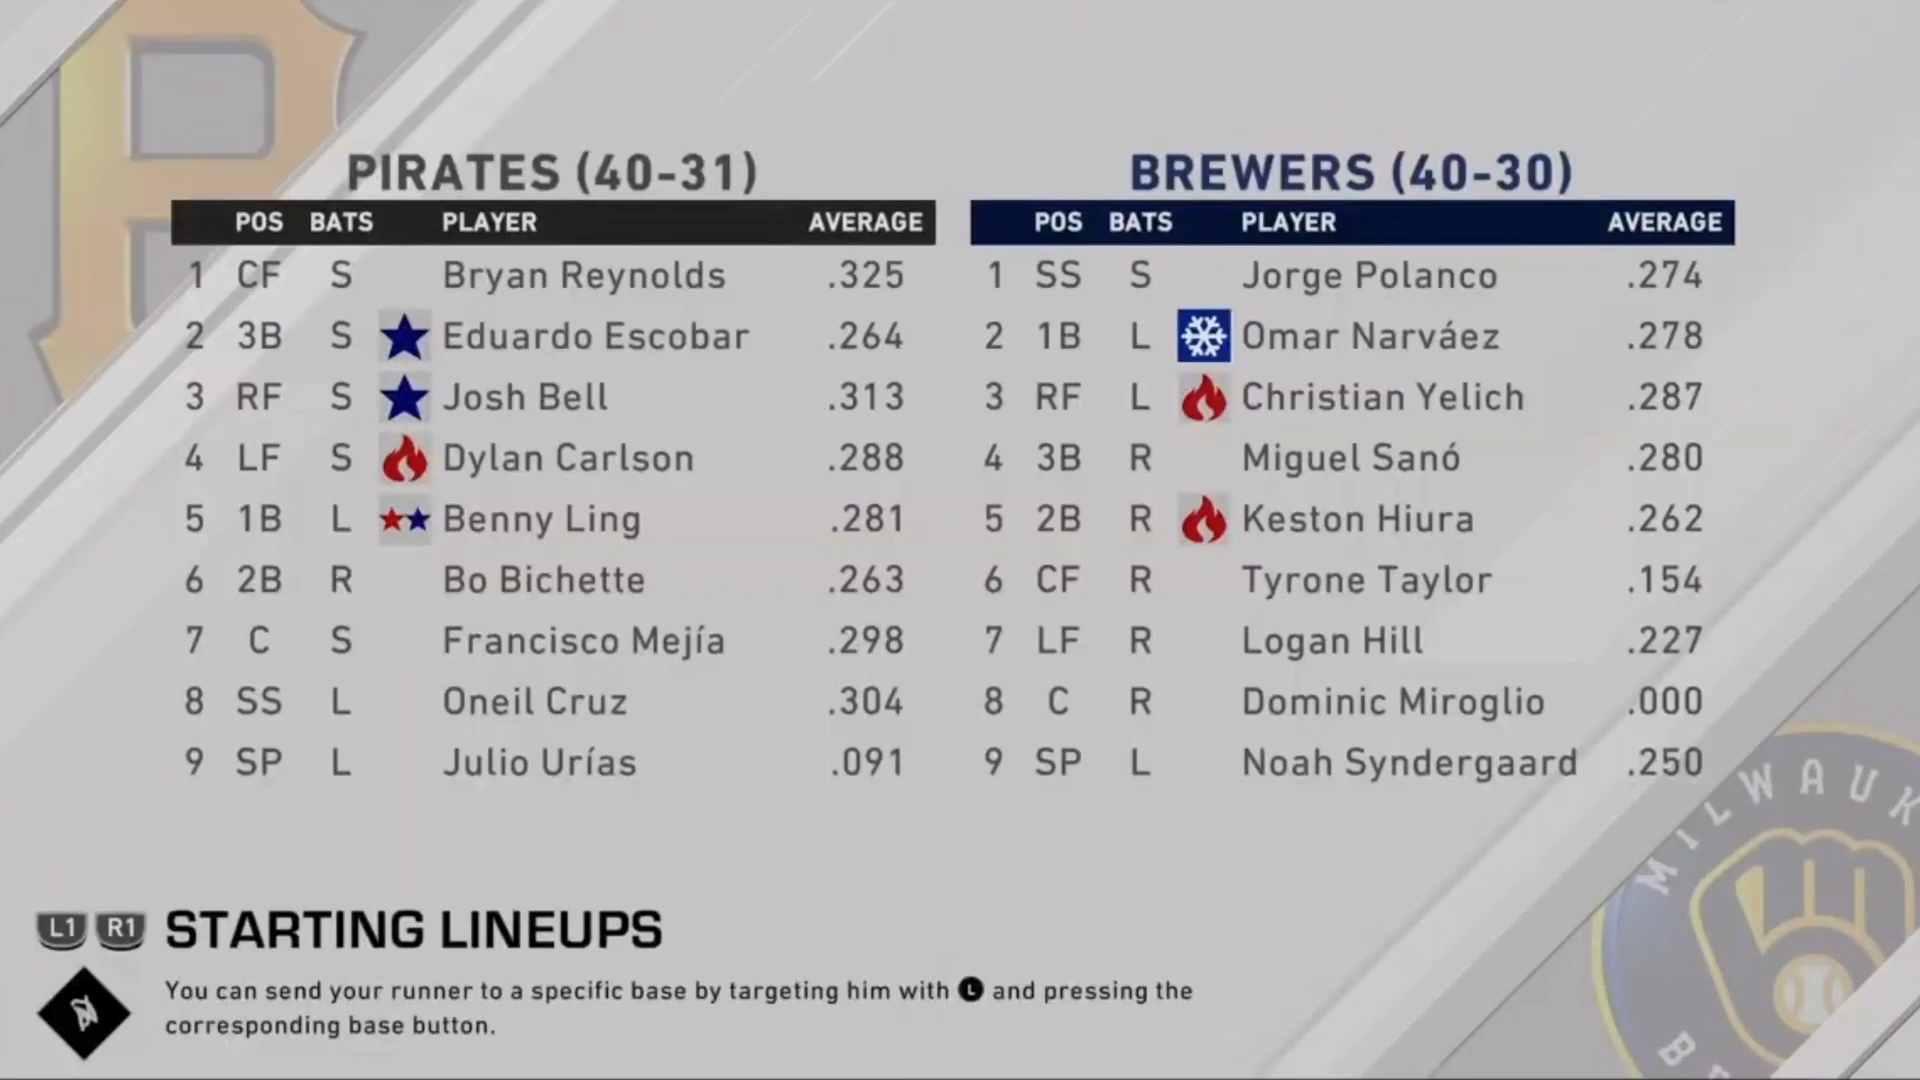 PIRATES (40-31)
POS BATS PLAYER AVERAGE
1 CF S Bryan Reynolds .325
2 3B S Eduardo Escobar .264
3 RF S Josh Bell .313
4 LF S Dylan Carlson .288
5 1B L Benny Ling .281
6 2B R Bo Bichette .263
7 C S Francisco Mejía .298
8 SS L Oneil Cruz .304
9 SP L Julio Urías .091
BREWERS (40-30)
POS BATS PLAYER AVERAGE
1 SS S Jorge Polanco .274
2 1B L Omar Narváez .278
3 RF L Christian Yelich .287
4 3B R Miguel Sanó .280
5 2B R Keston Hiura .262
6 CF R Tyrone Taylor .154
7 LF R Logan Hill .227
8 C R Dominic Miroglio .000
9 SP L Noah Syndergaard .250
L1 R1 STARTING LINEUPS
You can send your runner to a specific base by targeting him with L and pressing the
corresponding base button.
P
MILWAUK